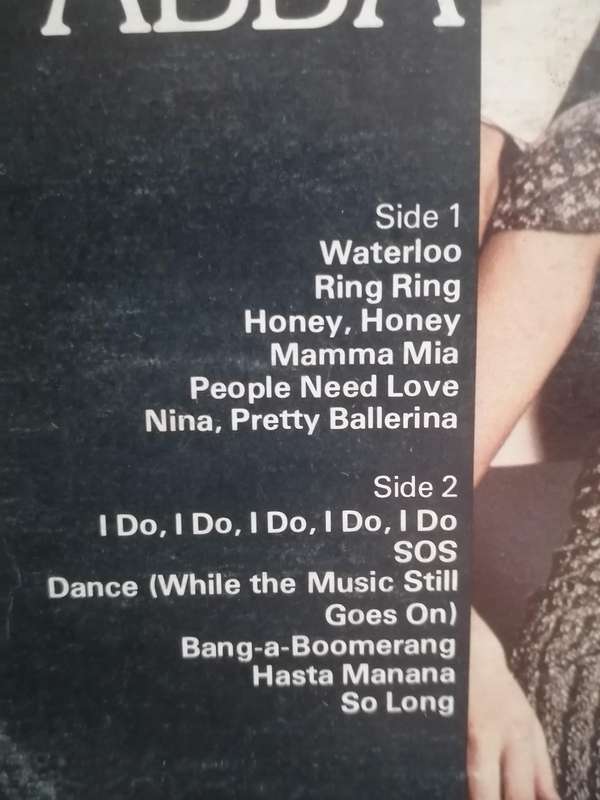 ABBA
Side 1
Waterloo
Ring Ring
Honey, Honey
Mamma Mia
People Need Love
Nina, Pretty Ballerina
Side 2
I Do, I Do, I Do, I Do, I Do
SOS
Dance (While the Music Still
Goes On)
Bang-a-Boomerang
Hasta Manana
So Long